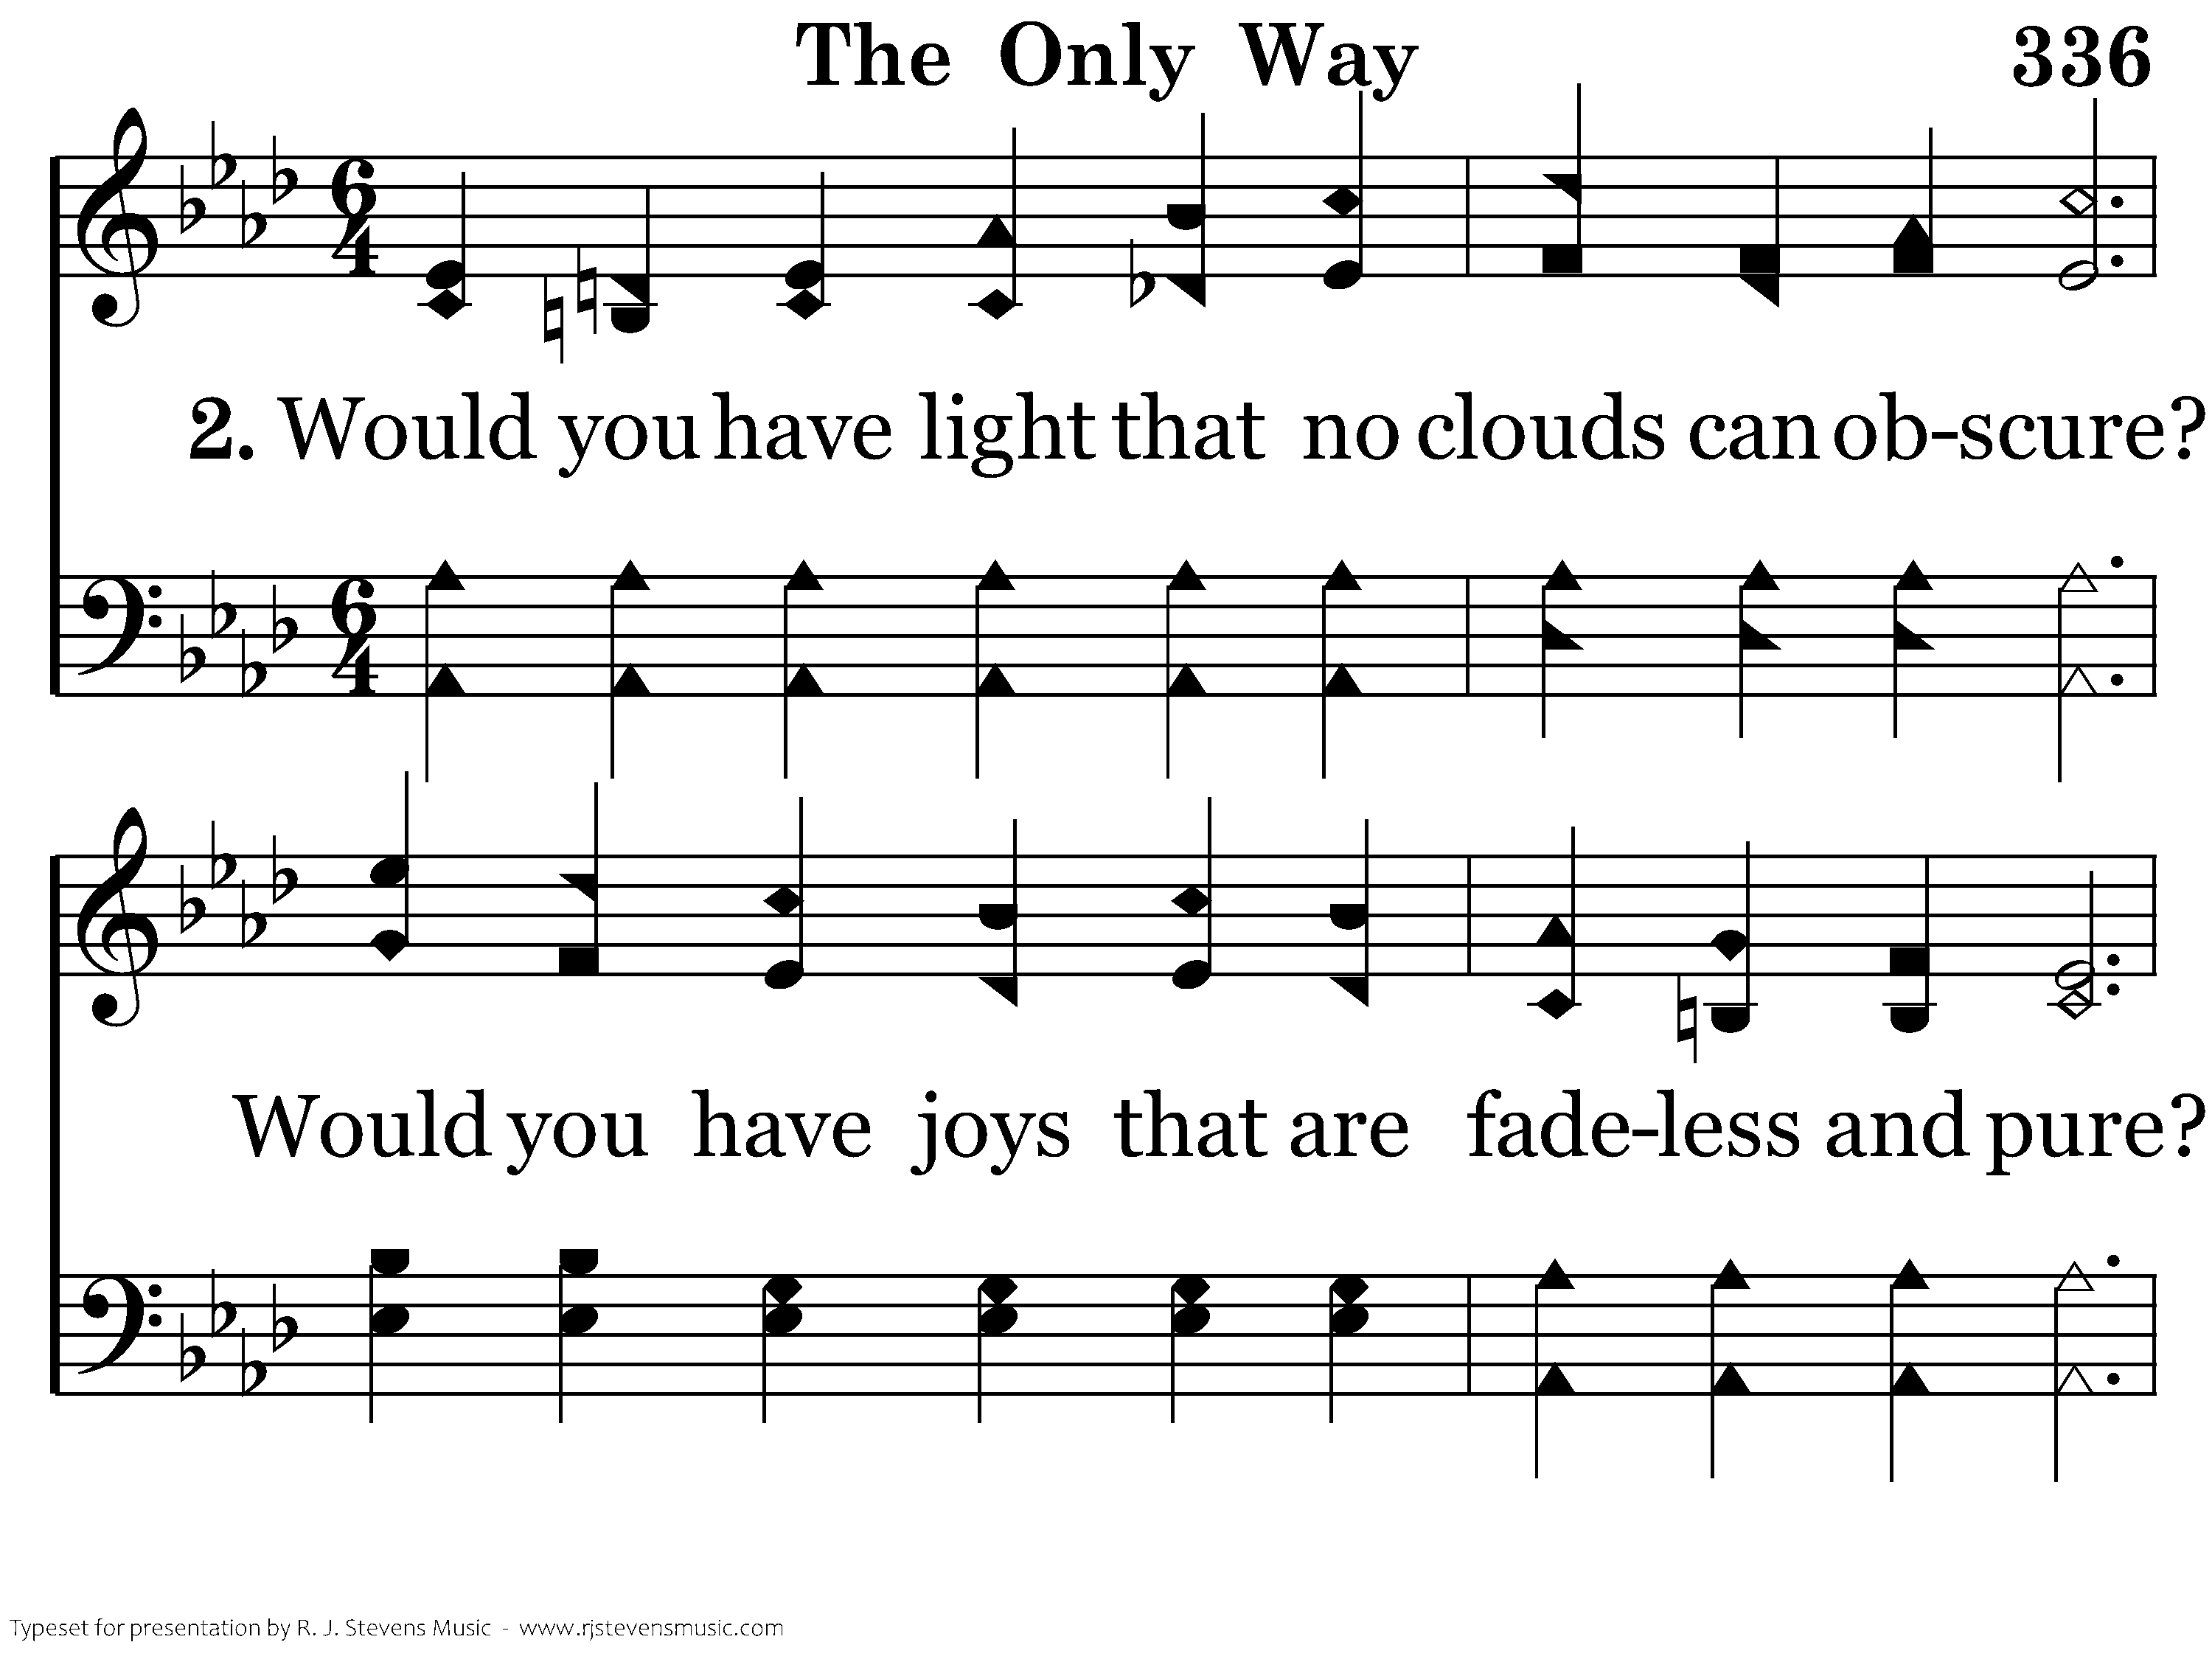 The Only Way 336
2. Would you have light that no clouds can ob-scure?
Would you have joys that are fade-less and pure?
Typeset for presentation by R. J. Stevens Music - www.rjstevensmusic.com